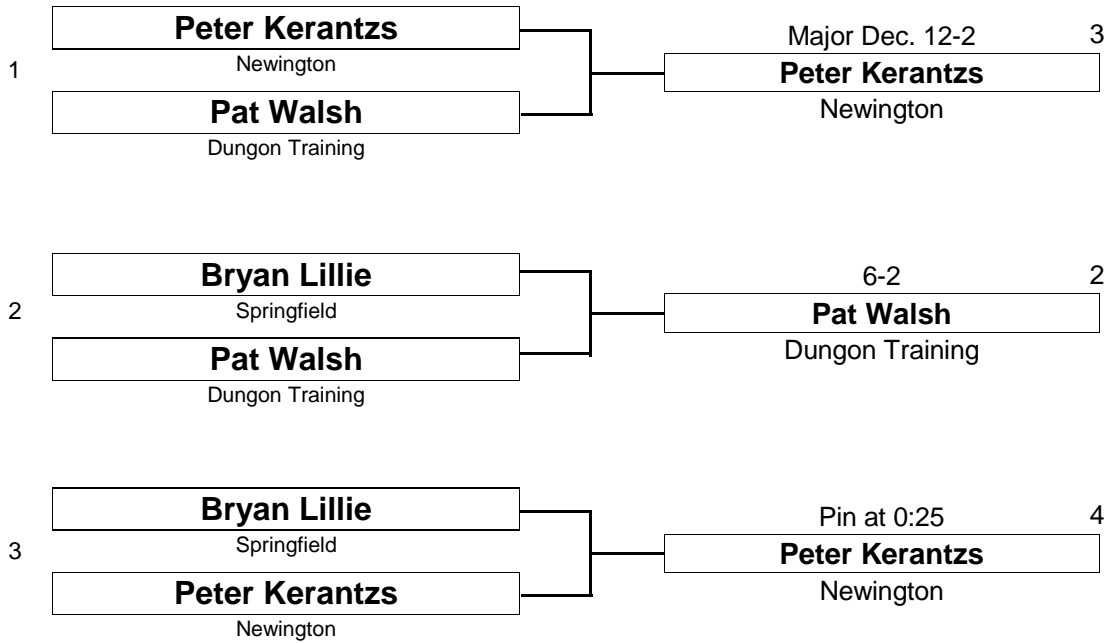 Peter Kerantzs
Major Dec. 12-2 3
1
Newington
Peter Kerantzs
Pat Walsh
Newington
Dungon Training
Bryan Lillie
6-2 2
2
Springfield
Pat Walsh
Pat Walsh
Dungon Training
Dungon Training
Bryan Lillie
Pin at 0:25 4
3
Springfield
Peter Kerantzs
Peter Kerantzs
Newington
Newington